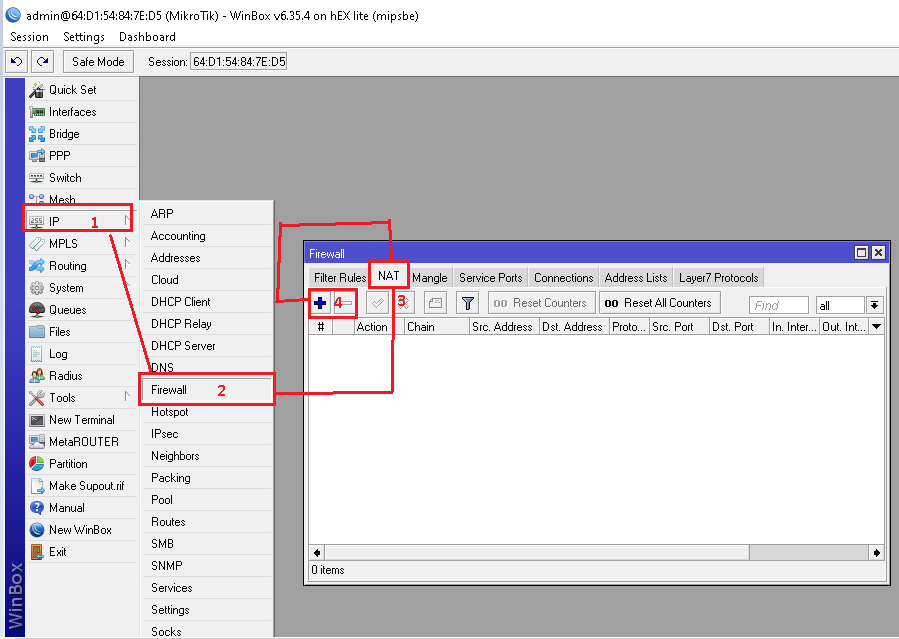 admin@64:D1:54:84:7E:D5 (MikroTik) - WinBox v6.35.4 on hEX lite (mipsbe)
Session Settings Dashboard
Safe Mode Session: 64:D1:54:84:7E:D5
Quick Set
Interfaces
Bridge
PPP
Switch
Mesh
IP 1
MPLS
Routing
System
Queues
Files
Log
Radius
Tools
New Terminal
MetaROUTER
Partition
Make Supout.rif
Manual
New WinBox
Exit
WinBox
ARP
Accounting
Addresses
Cloud
DHCP Client
DHCP Relay
DHCP Server
DNS
Firewall 2
Hotspot
IPsec
Neighbors
Packing
Pool
Routes
SMB
SNMP
Services
Settings
Socks
Firewall
Filter Rules NAT Mangle Service Ports Connections Address Lists Layer7 Protocols
4 3 00 Reset Counters 00 Reset All Counters Find all
# Action Chain Src. Address Dst. Address Proto... Src. Port Dst. Port In. Inter... Out. Int...
0 items